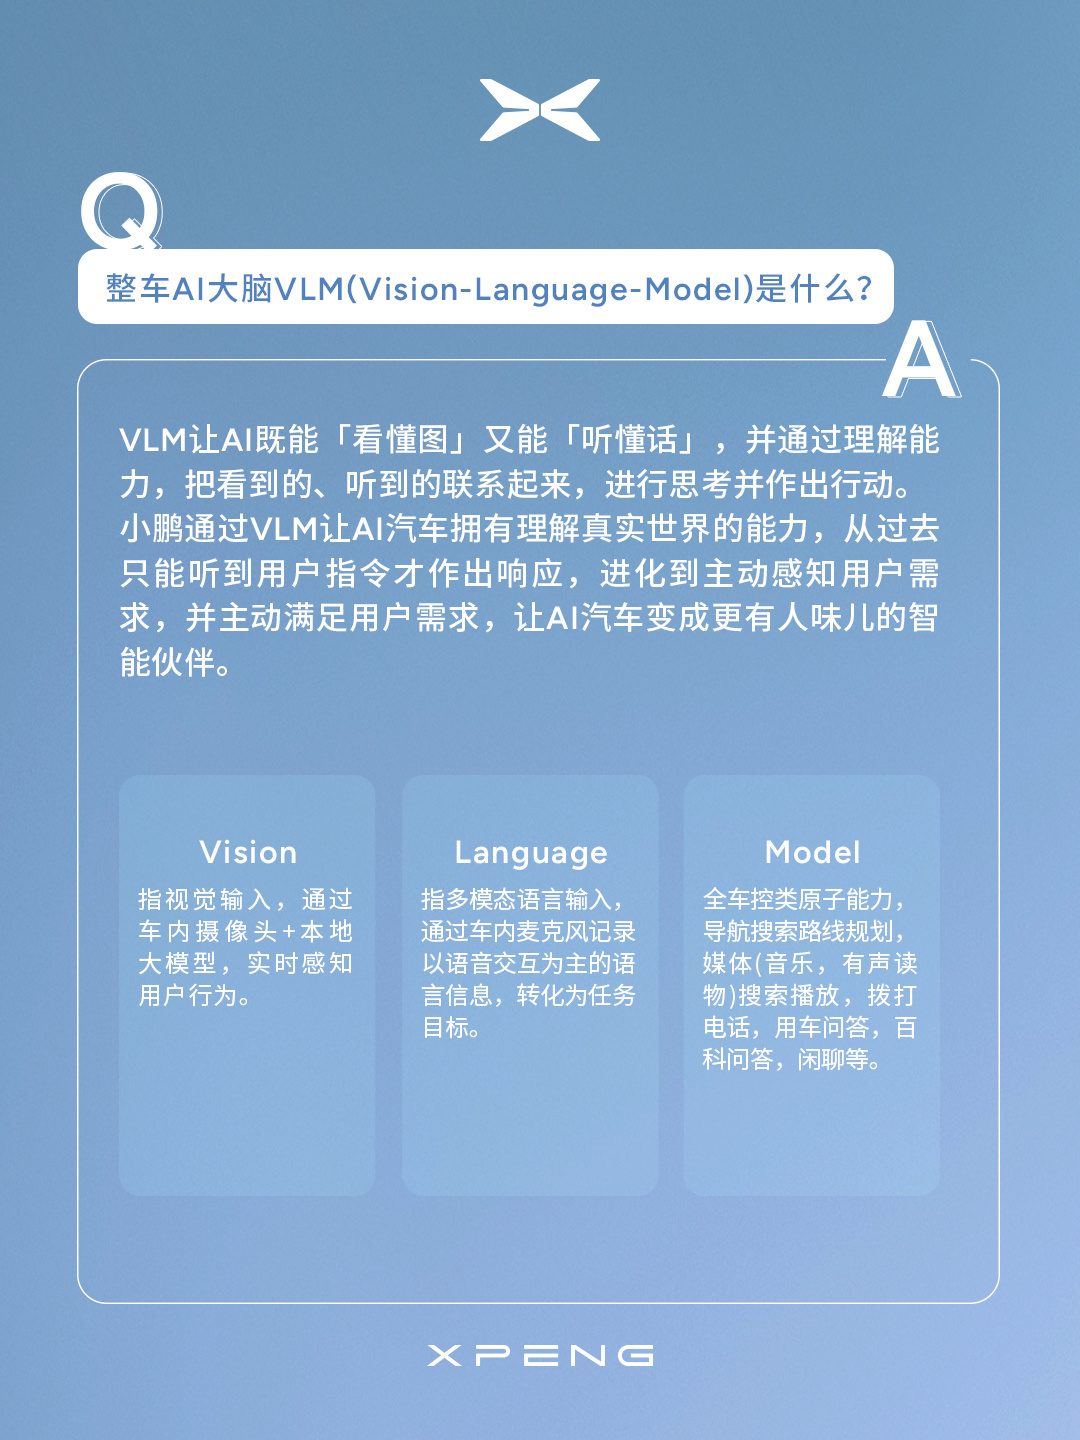 Q
整车AI大脑VLM(Vision-Language-Model)是什么？
A
VLM让AI既能「看懂图」又能「听懂话」，并通过理解能
力，把看到的、听到的联系起来，进行思考并作出行动。
小鹏通过VLM让AI汽车拥有理解真实世界的能力，从过去
只能听到用户指令才作出响应，进化到主动感知用户需
求，并主动满足用户需求，让AI汽车变成更有人味儿的智
能伙伴。
Vision
指视觉输入，通过
车内摄像头+本地
大模型，实时感知
用户行为。
Language
指多模态语言输入，
通过车内麦克风记录
以语音交互为主的语
言信息，转化为任务
目标。
Model
全车控类原子能力，
导航搜索路线规划，
媒体(音乐，有声读
物)搜索播放，拨打
电话，用车问答，百
科问答，闲聊等。
XPENG